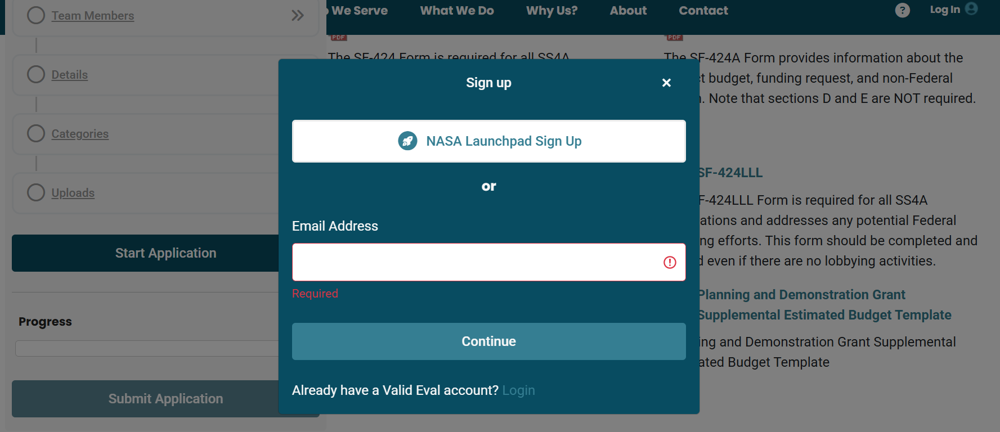 We Serve
What We Do
Why Us?
About
Contact
?
Log In
Team Members
Details
Categories
Uploads
Start Application
Progress
Submit Application
PDF
The SF-424 Form is required for all SS4A
PDF
The SF-424A Form provides information about the
budget, funding request, and non-Federal
. Note that sections D and E are NOT required.
SF-424LLL
F-424LLL Form is required for all SS4A
ations and addresses any potential Federal
ng efforts. This form should be completed and
even if there are no lobbying activities.
Planning and Demonstration Grant
Supplemental Estimated Budget Template
ing and Demonstration Grant Supplemental
ated Budget Template
Sign up
×
NASA Launchpad Sign Up
or
Email Address
Required
Continue
Already have a Valid Eval account? Login